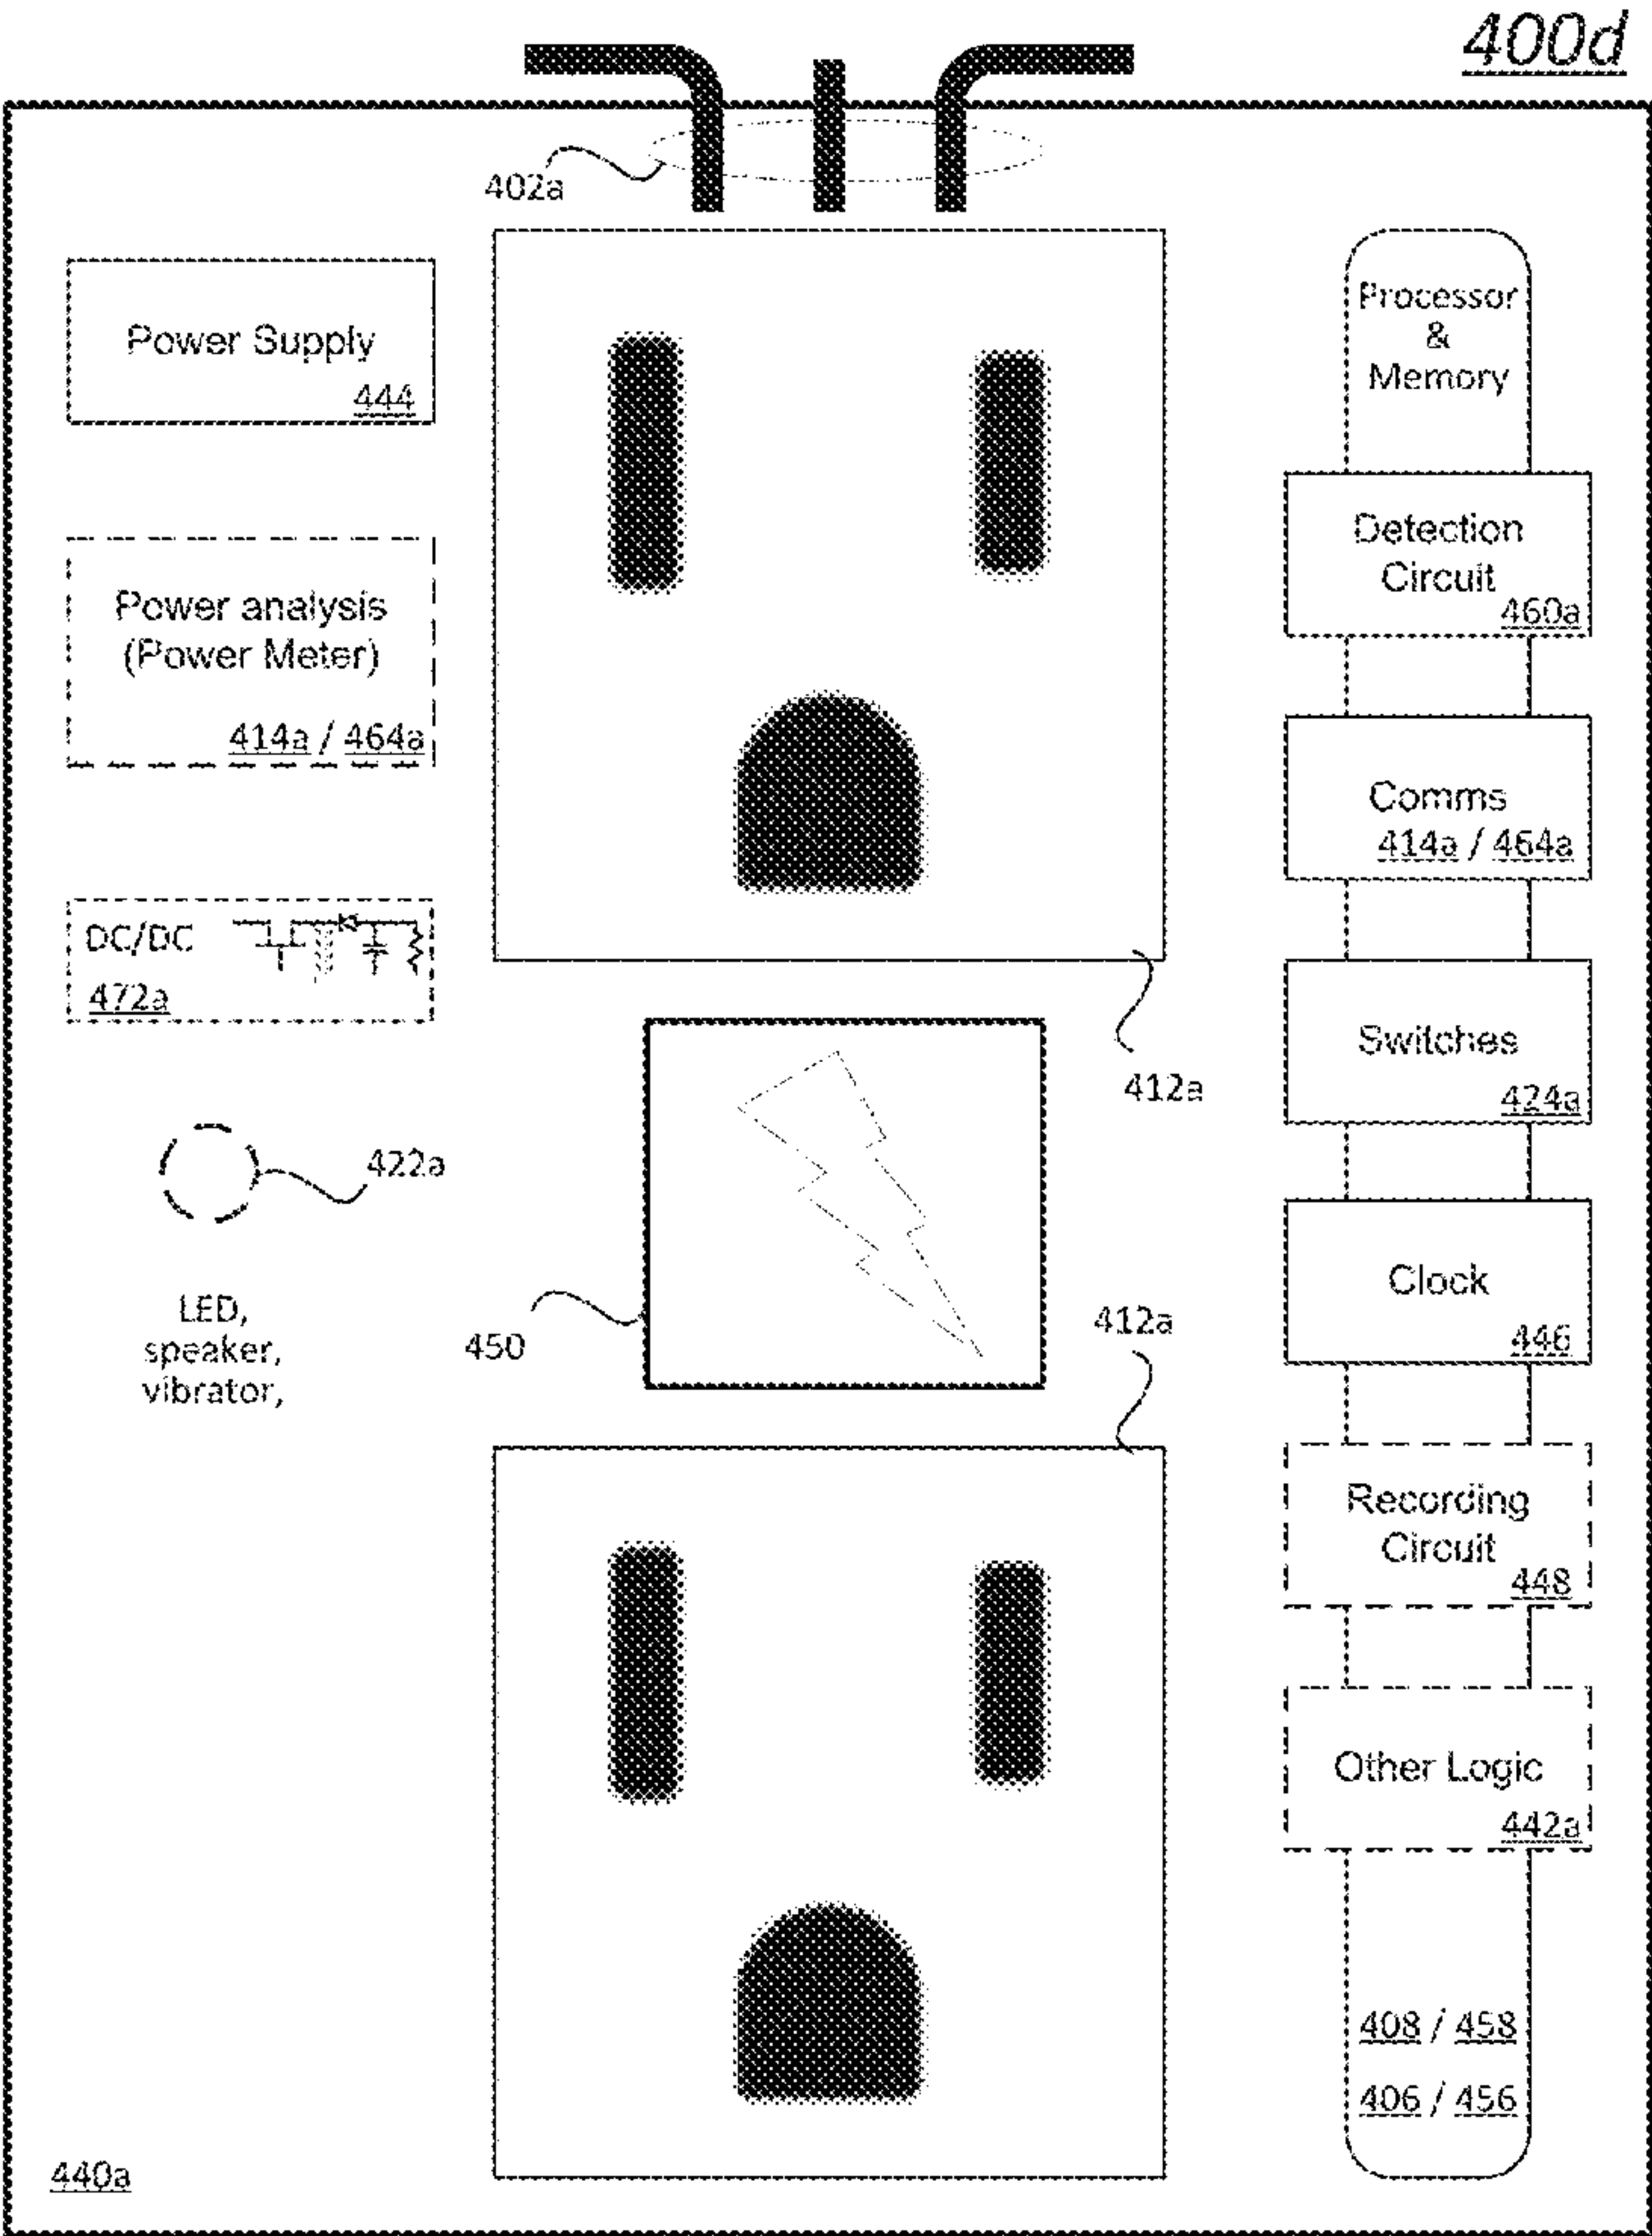 400d
402a
Power Supply
444
Power analysis
(Power Meter)
414a / 464a
DC/DC
472a
422a
LED,
speaker,
vibrator,
412a
450
412a
Processor
&
Memory
Detection
Circuit
460a
Comms
414a / 464a
Switches
424a
Clock
446
Recording
Circuit
448
Other Logic
442a
408 / 458
406 / 456
440a